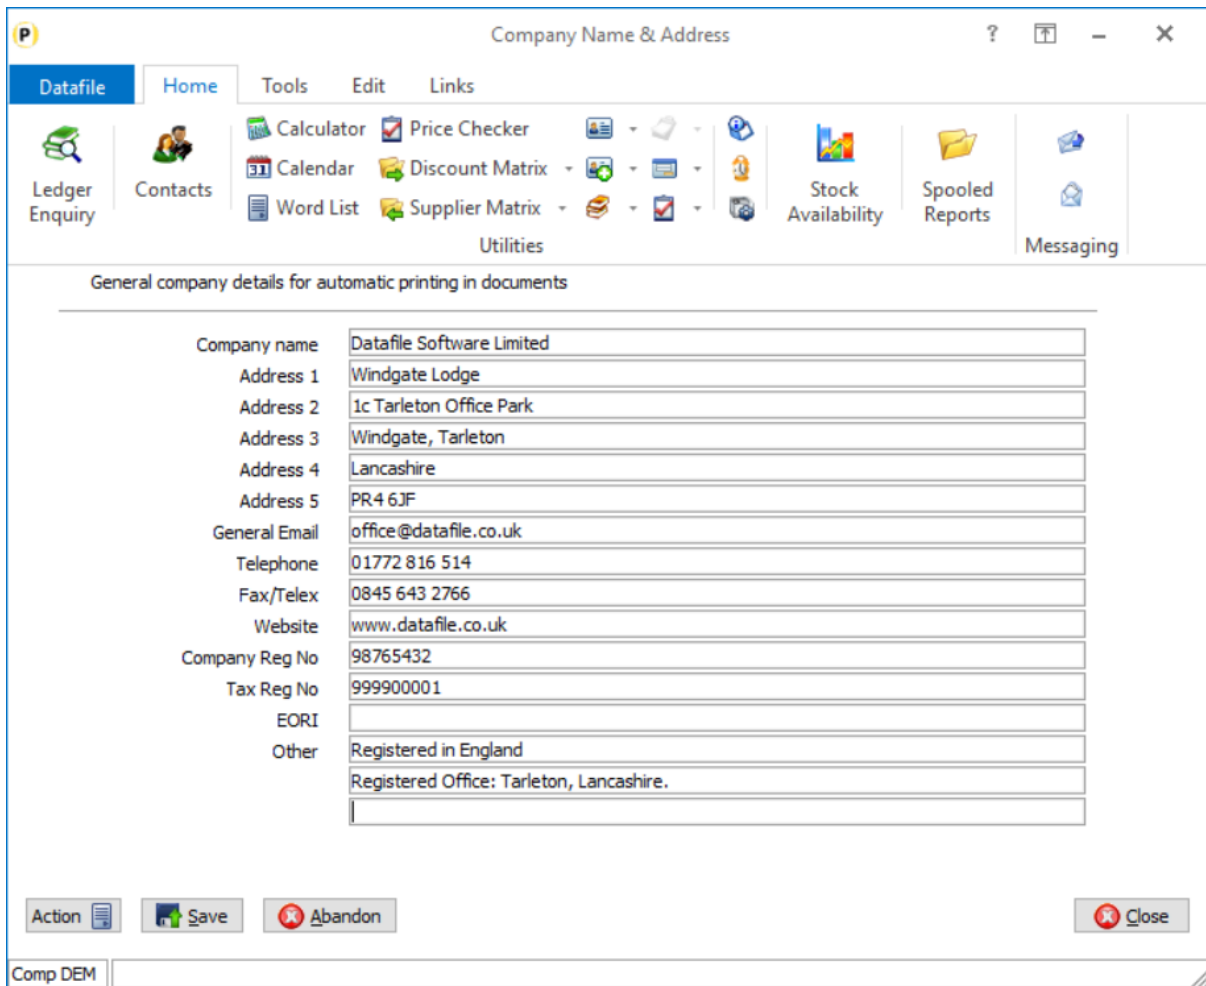 P Company Name & Address ?
Datafile Home Tools Edit Links
Calculator Price Checker
Calendar Discount Matrix
Word List Supplier Matrix
Ledger Enquiry
Contacts
Stock Availability
Spooled Reports
Utilities Messaging
General company details for automatic printing in documents
Company name Datafile Software Limited
Address 1 Windgate Lodge
Address 2 1c Tarleton Office Park
Address 3 Windgate, Tarleton
Address 4 Lancashire
Address 5 PR4 6JF
General Email office@datafile.co.uk
Telephone 01772 816 514
Fax/Telex 0845 643 2766
Website www.datafile.co.uk
Company Reg No 98765432
Tax Reg No 999900001
EORI
Other Registered in England
Registered Office: Tarleton, Lancashire.
Action Save Abandon Close
Comp DEM